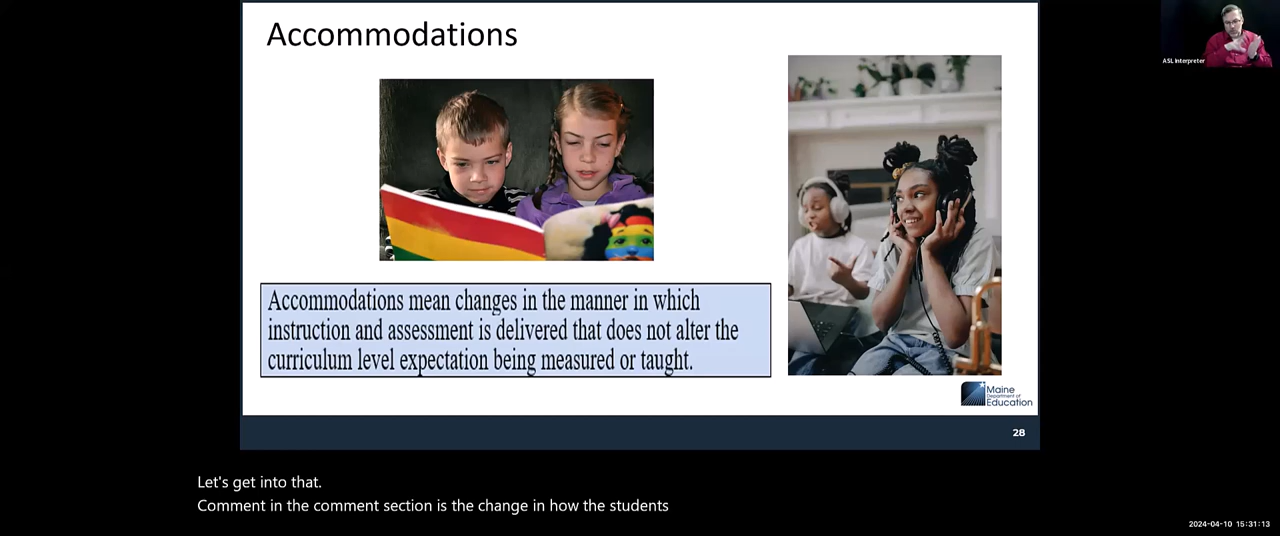 Accommodations
ASL Interpreter
Accommodations mean changes in the manner in which
instruction and assessment is delivered that does not alter the
curriculum level expectation being measured or taught.
Maine
Department of
Education
28
Let's get into that.
Comment in the comment section is the change in how the students
2024-04-10 15:31:13